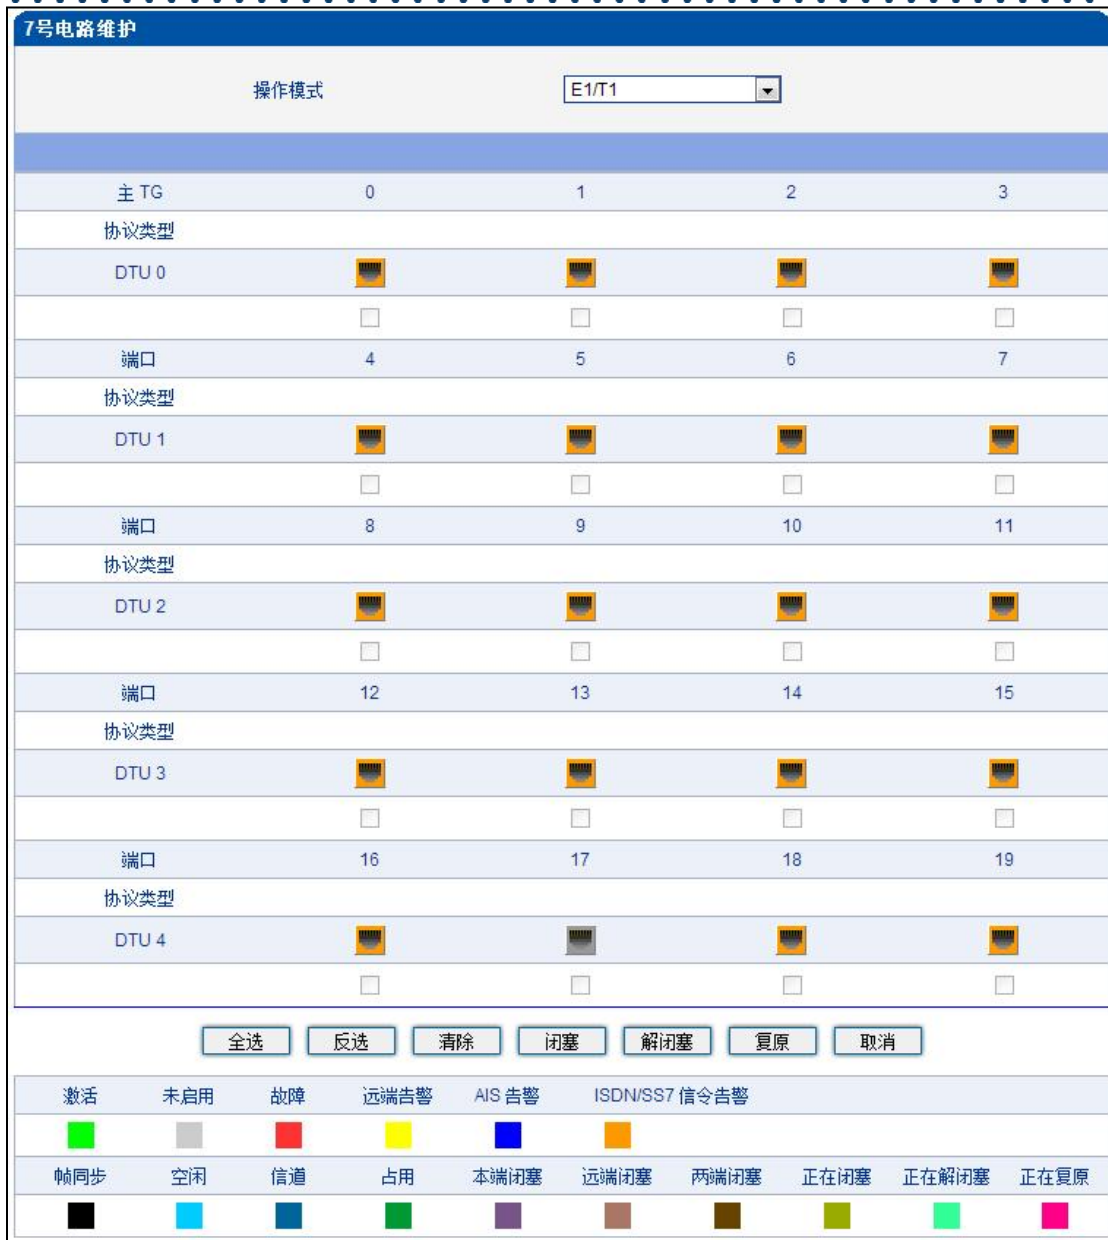 7号电路维护
操作模式 E1/T1
主 TG 0 1 2 3
协议类型
DTU 0
端口 4 5 6 7
协议类型
DTU 1
端口 8 9 10 11
协议类型
DTU 2
端口 12 13 14 15
协议类型
DTU 3
端口 16 17 18 19
协议类型
DTU 4
全选 反选 清除 闭塞 解闭塞 复原 取消
激活 未启用 故障 远端告警 AIS 告警 ISDN/SS7 信令告警
帧同步 空闲 信道 占用 本端闭塞 远端闭塞 两端闭塞 正在闭塞 正在解闭塞 正在复原